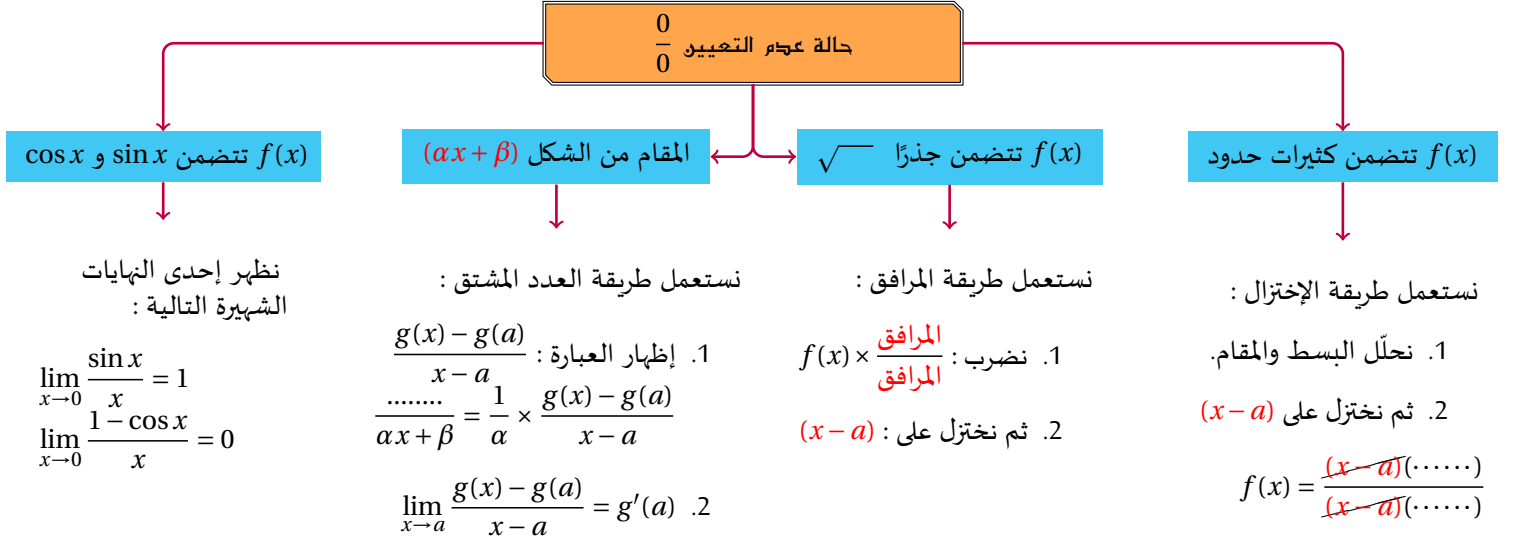 حالة عدم التعيين 0/0
f(x) تتضمن كثيرات حدود
نستعمل طريقة الإختزال :
1. نحلّل البسط والمقام.
2. ثم نختزل على (x − a)
f(x) = (x − a)(⋯⋯)/(x − a)(⋯⋯)
f(x) تتضمن جذرًا √
نستعمل طريقة المرافق :
1. نضرب : f(x) × المرافق/المرافق
2. ثم نختزل على : (x − a)
المقام من الشكل (αx + β)
نستعمل طريقة العدد المشتق :
1. إظهار العبارة : (g(x) − g(a))/(x − a)
......../(αx + β) = 1/α × (g(x) − g(a))/(x − a)
2. lim x→a (g(x) − g(a))/(x − a) = g′(a)
f(x) تتضمن sin x و cos x
نظهر إحدى النهايات
الشهيرة التالية :
lim x→0 sin x/x = 1
lim x→0 (1 − cos x)/x = 0